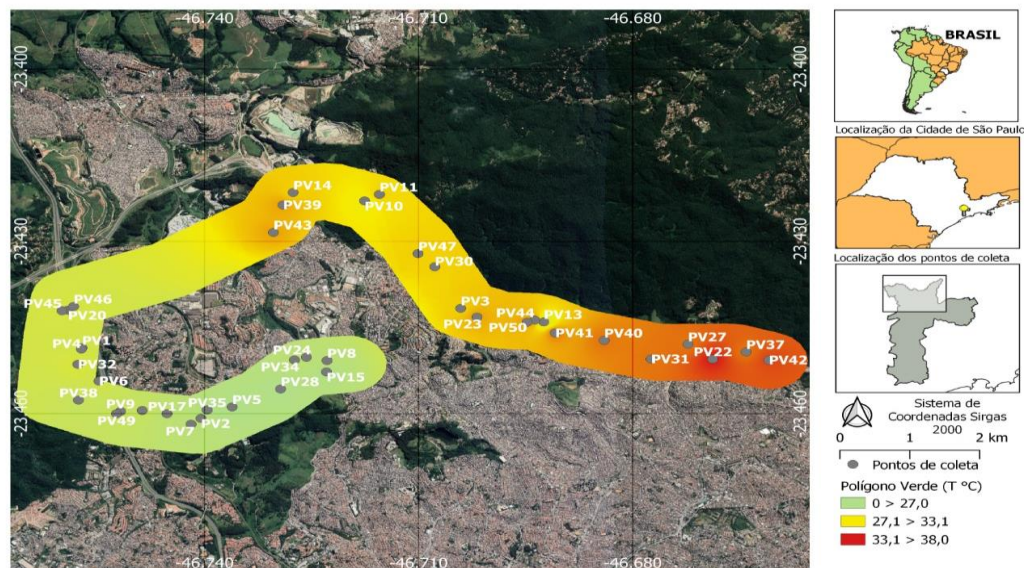 -46.740
-46.710
-46.680
-23.400
-23.400
PV14
PV11
PV39
PV10
PV43
-23.430
-23.430
PV47
PV30
PV45
PV46
PV20
PV3
PV44
PV13
PV23
PV50
PV41
PV40
PV27
PV4
PV1
PV24
PV8
PV31
PV22
PV37
PV42
PV32
PV34
PV15
PV6
PV28
PV38
PV9
PV17
PV35
PV5
PV49
PV7
PV2
-23.460
-23.460
-46.740
-46.710
-46.680
BRASIL
Localização da Cidade de São Paulo
Localização dos pontos de coleta
Sistema de
Coordenadas Sirgas
2000
0 1 2 km
Pontos de coleta
Polígono Verde (T °C)
0 > 27,0
27,1 > 33,1
33,1 > 38,0